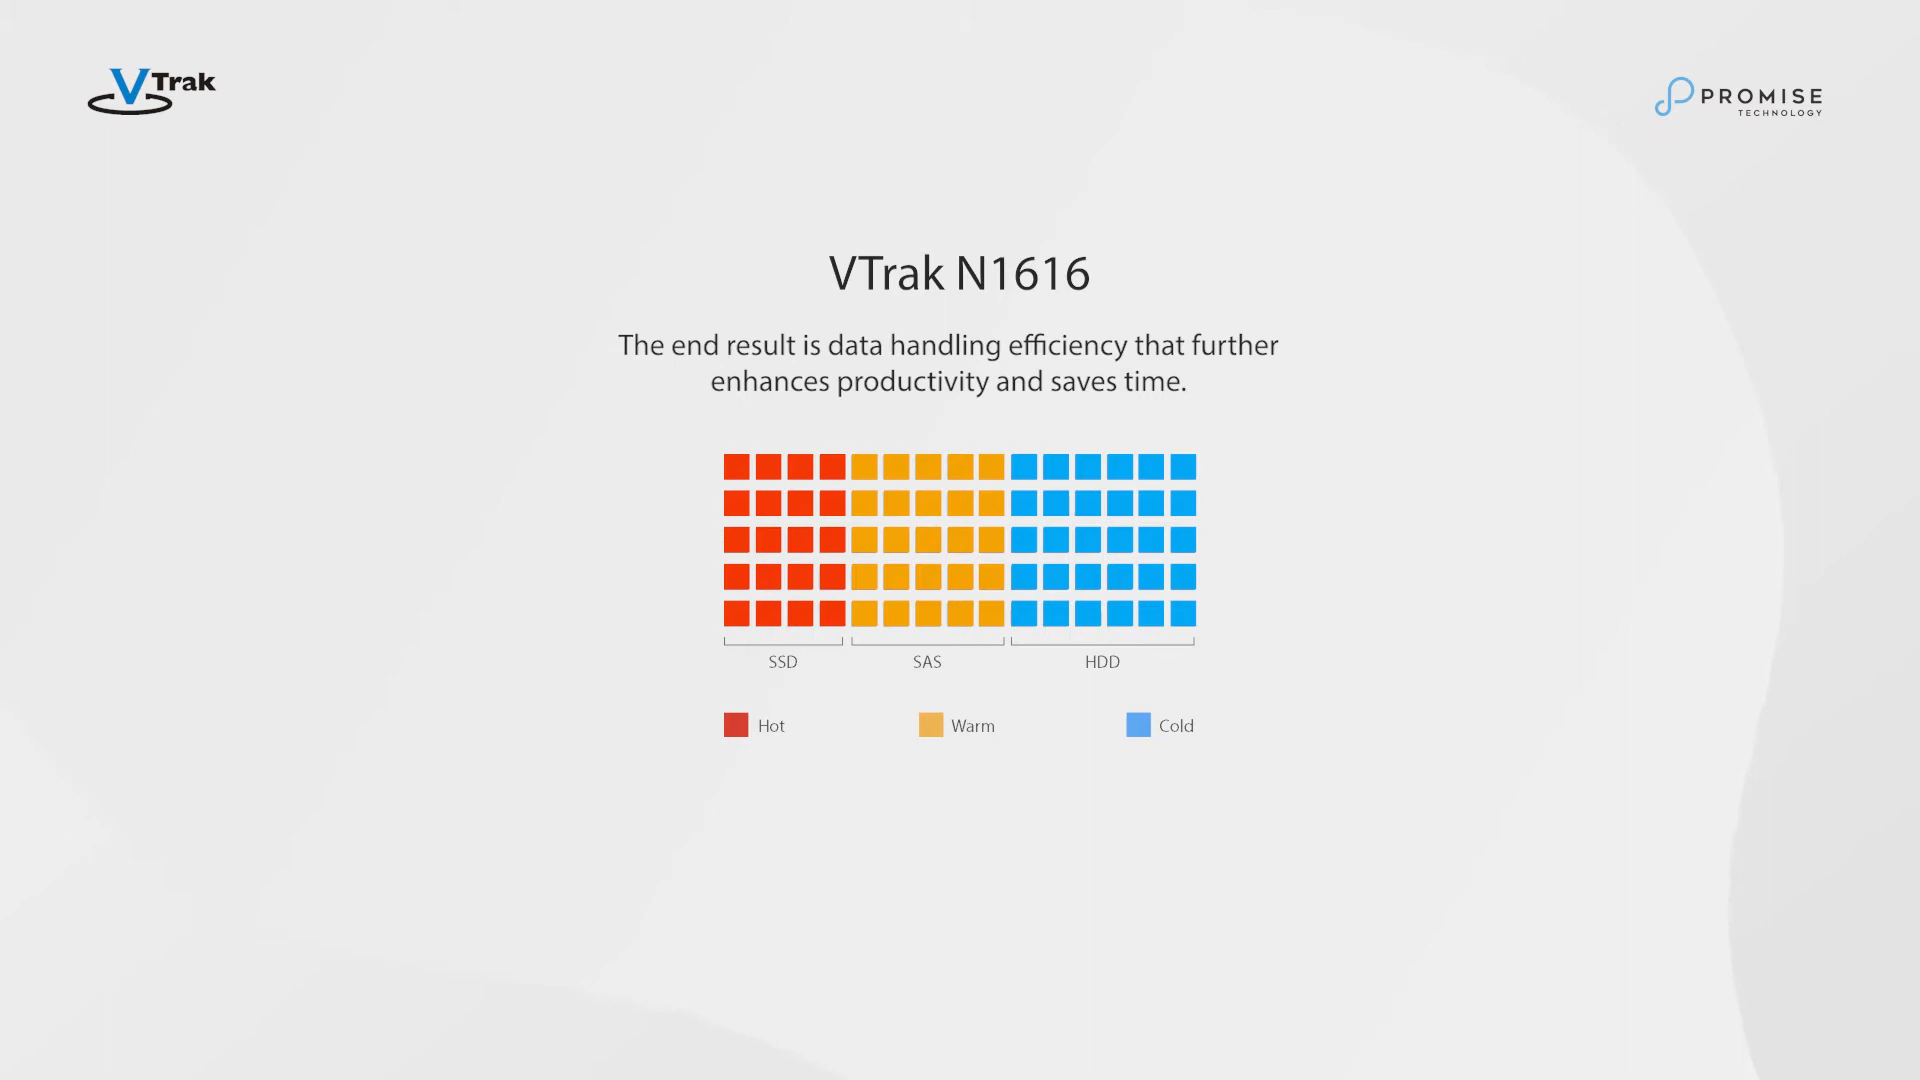 VTrak
PROMISE
TECHNOLOGY
VTrak N1616
The end result is data handling efficiency that further
enhances productivity and saves time.
SSD SAS HDD
Hot Warm Cold